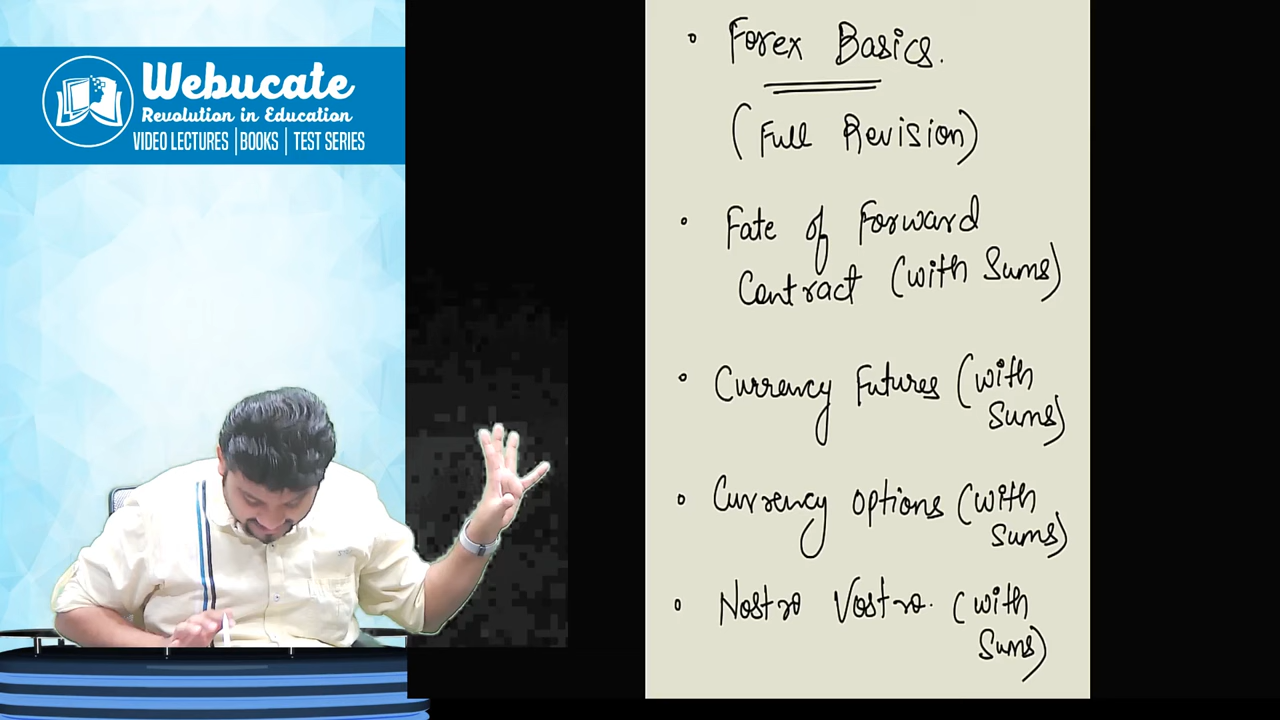 Webucate
Revolution in Education
VIDEO LECTURES | BOOKS | TEST SERIES
• Forex Basics.
(Full Revision)
• Fate of Forward
Contract (with Sums)
• Currency Futures (with
Sums)
• Currency options (with
Sums)
• Nostro Vostro. (with
Sums)